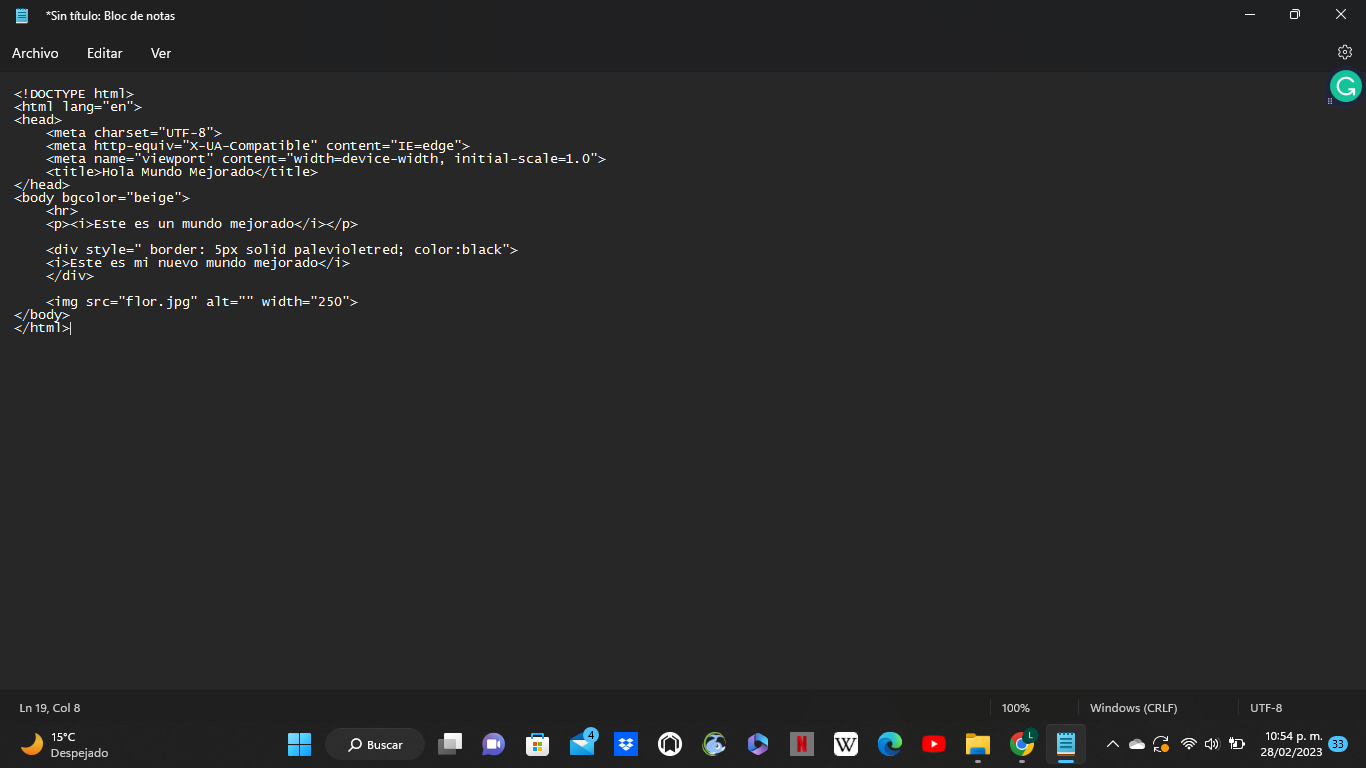 *Sin título: Bloc de notas
Archivo Editar Ver
<!DOCTYPE html>
<html lang="en">
<head>
    <meta charset="UTF-8">
    <meta http-equiv="X-UA-Compatible" content="IE=edge">
    <meta name="viewport" content="width=device-width, initial-scale=1.0">
    <title>Hola Mundo Mejorado</title>
</head>
<body bgcolor="beige">
    <hr>
    <p><i>Este es un mundo mejorado</i></p>

    <div style=" border: 5px solid palevioletred; color:black">
    <i>Este es mi nuevo mundo mejorado</i>
    </div>

    <img src="flor.jpg" alt="" width="250">
</body>
</html>
Ln 19, Col 8 100% Windows (CRLF) UTF-8
15°C
Despejado
Buscar
4
N
W
L
10:54 p. m.
28/02/2023
33